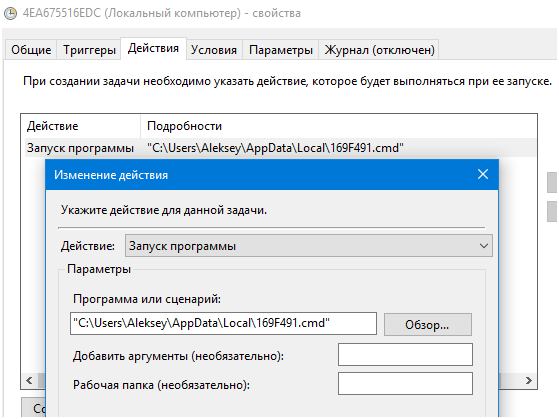 4EA675516EDC (Локальный компьютер) - свойства
Общие Триггеры Действия Условия Параметры Журнал (отключен)
При создании задачи необходимо указать действие, которое будет выполняться при ее запуске.
Действие Подробности
Запуск программы "C:\Users\Aleksey\AppData\Local\169F491.cmd"
Изменение действия
Укажите действие для данной задачи.
Действие: Запуск программы
Параметры
Программа или сценарий:
"C:\Users\Aleksey\AppData\Local\169F491.cmd" Обзор...
Добавить аргументы (необязательно):
Рабочая папка (необязательно):